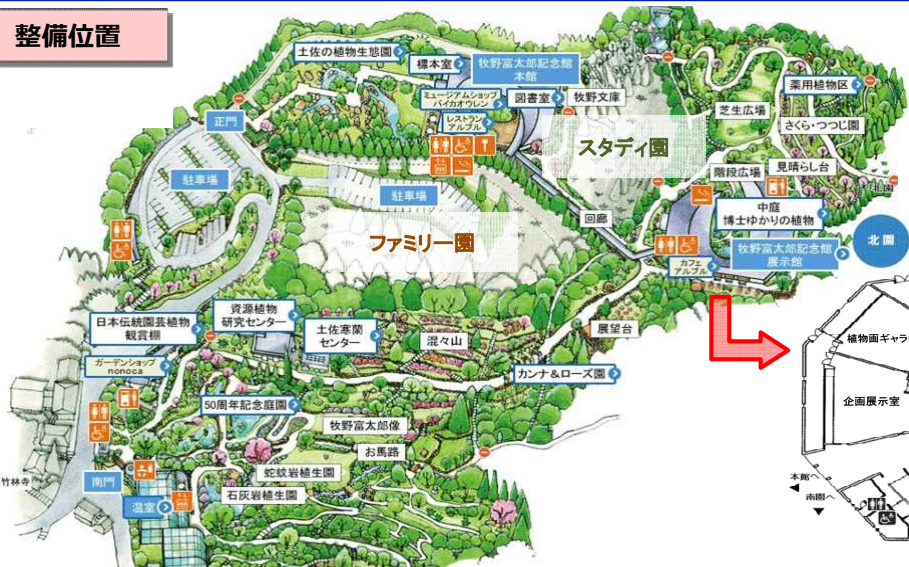 整備位置
土佐の植物生態園
標本室
牧野富太郎記念館
本館
ミュージアムショップ
バイカオウレン
図書室
牧野文庫
レストラン
アルブル
正門
駐車場
駐車場
スタディ園
ファミリー園
薬用植物区
芝生広場
さくら・つつじ園
階段広場
見晴らし台
中庭
博士ゆかりの植物
回廊
カフェ
アルブル
牧野富太郎記念館
展示館
北園
展望台
日本伝統園芸植物
観賞棚
資源植物
研究センター
土佐寒蘭
センター
混々山
カンナ&ローズ園
ガーデンショップ
nonoca
50周年記念庭園
牧野富太郎像
お馬路
蛇紋岩植生園
石灰岩植生園
南門
温室
竹林寺
植物画ギャラ
企画展示室
本館へ
南園へ